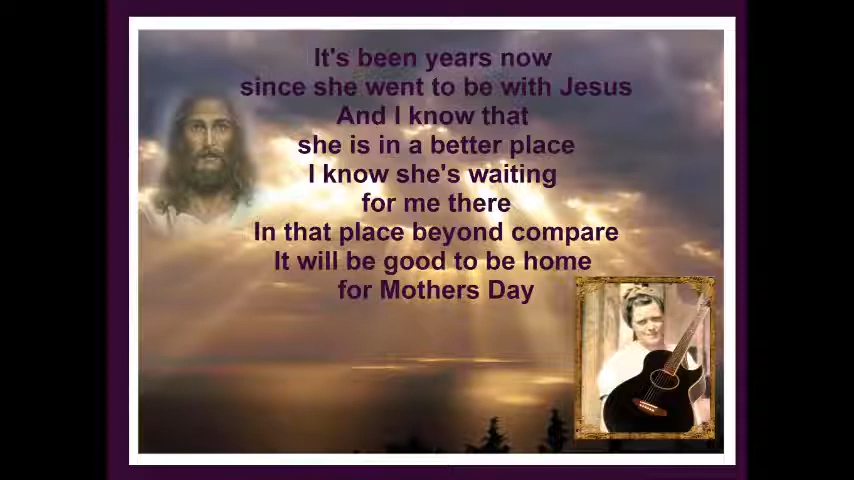 It's been years now
since she went to be with Jesus
And I know that
she is in a better place
I know she's waiting
for me there
In that place beyond compare
It will be good to be home
for Mothers Day